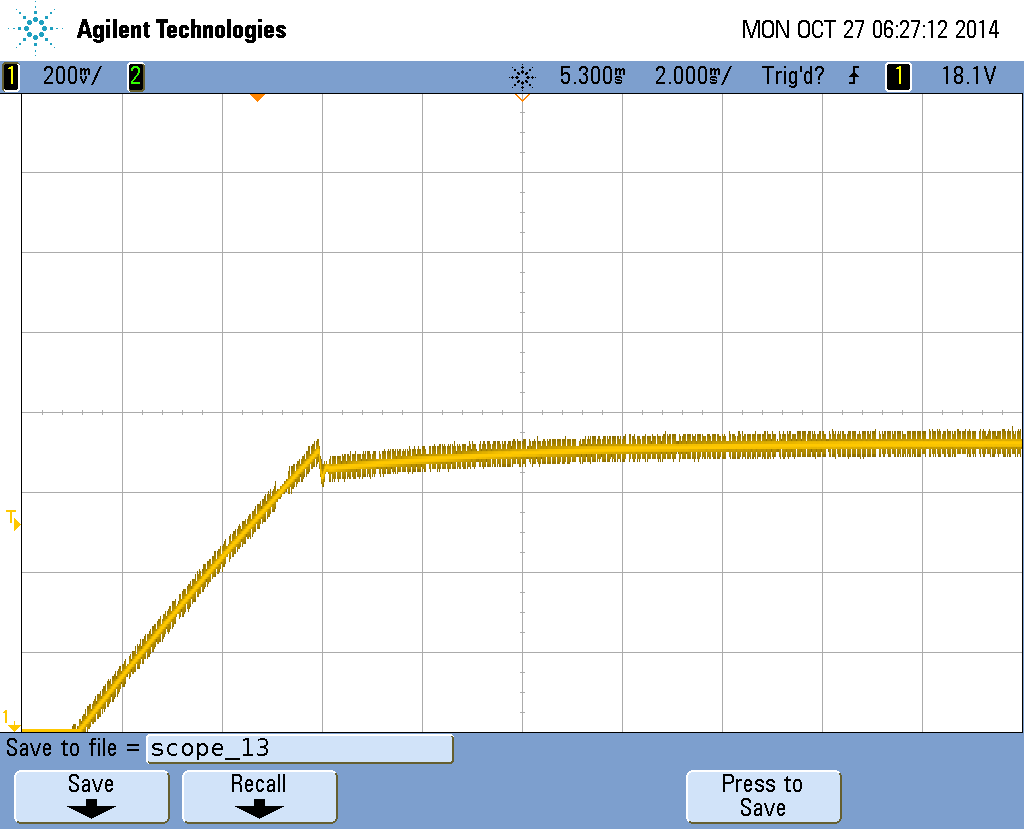 Agilent Technologies
MON OCT 27 06:27:12 2014
1 200mV/ 2 5.300ms 2.000ms/ Trig'd? 1 18.1V
T
1
Save to file = scope_13
Save Recall Press to
Save